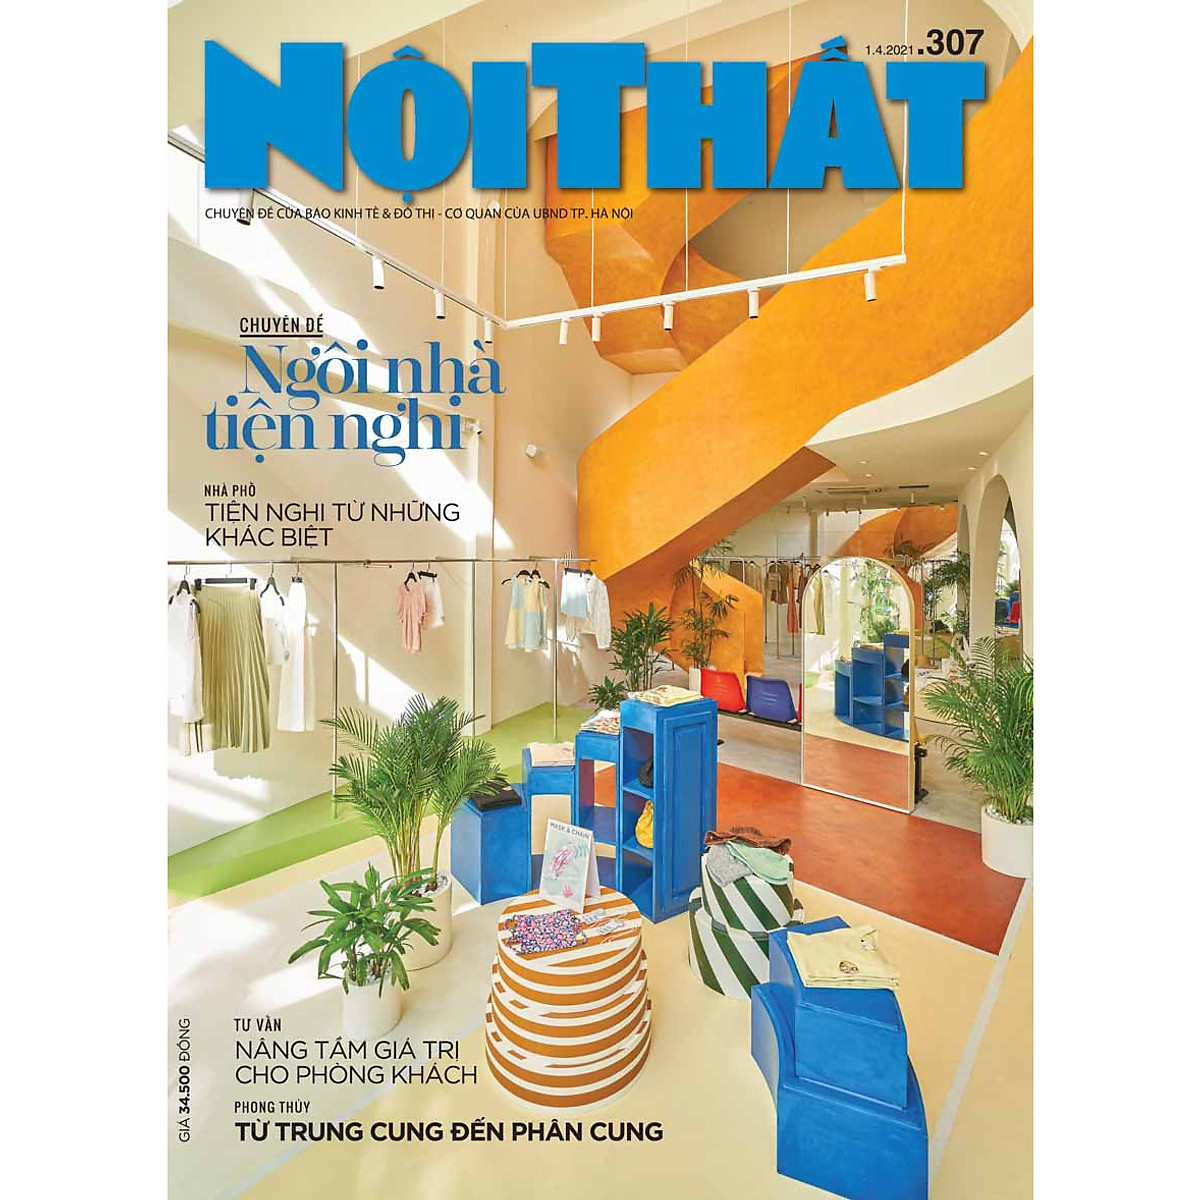 1.4.2021 .307
NỘI THẤT
CHUYÊN ĐỀ CỦA BÁO KINH TẾ & ĐÔ THỊ - CƠ QUAN CỦA UBND TP. HÀ NỘI
CHUYÊN ĐỀ
Ngôi nhà
tiện nghi
NHÀ PHỐ
TIỆN NGHI TỪ NHỮNG
KHÁC BIỆT
MASK & CHAIN
TƯ VẤN
NÂNG TẦM GIÁ TRỊ
CHO PHÒNG KHÁCH
PHONG THỦY
TỪ TRUNG CUNG ĐẾN PHÂN CUNG
GIÁ 34.500 ĐỒNG